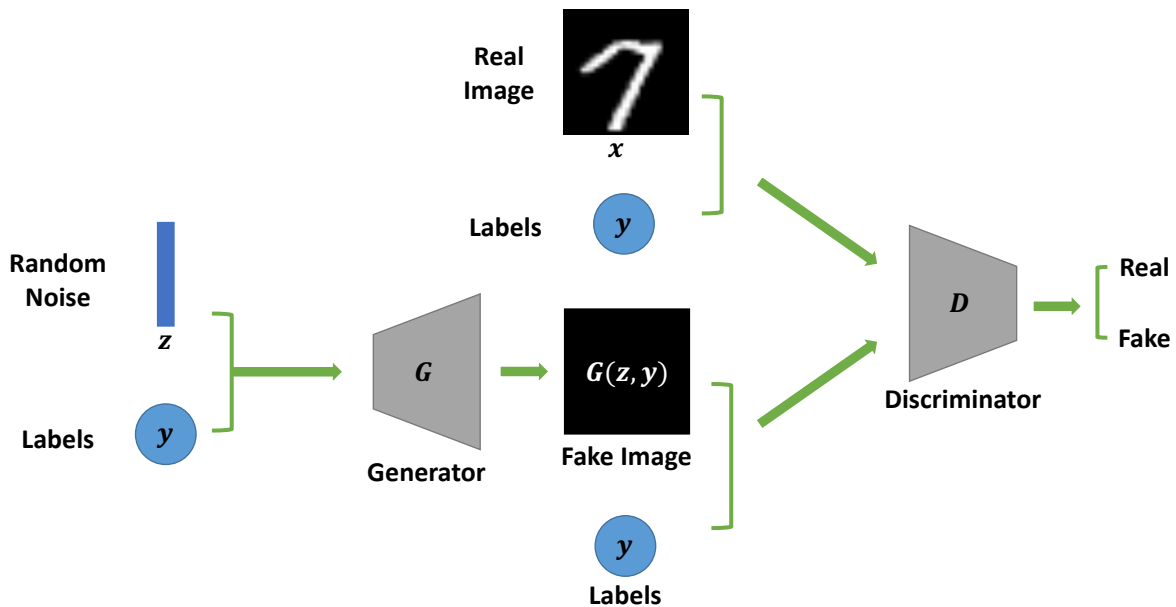 Real
Image
x
Labels
y
Random
Noise
z
Labels
y
G
Generator
G(z, y)
Fake Image
y
Labels
D
Discriminator
Real
Fake